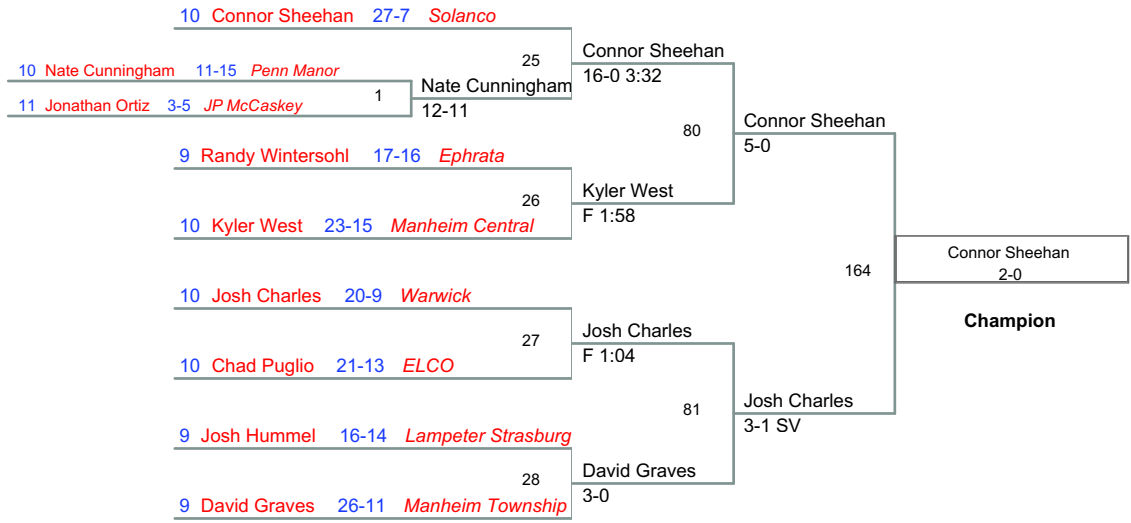 10 Connor Sheehan 27-7 Solanco
25 Connor Sheehan
10 Nate Cunningham 11-15 Penn Manor
16-0 3:32
1 Nate Cunningham
11 Jonathan Ortiz 3-5 JP McCaskey
12-11
80 Connor Sheehan
5-0
9 Randy Wintersohl 17-16 Ephrata
26 Kyler West
F 1:58
10 Kyler West 23-15 Manheim Central
164 Connor Sheehan
2-0
Champion
10 Josh Charles 20-9 Warwick
27 Josh Charles
F 1:04
10 Chad Puglio 21-13 ELCO
81 Josh Charles
3-1 SV
9 Josh Hummel 16-14 Lampeter Strasburg
28 David Graves
3-0
9 David Graves 26-11 Manheim Township